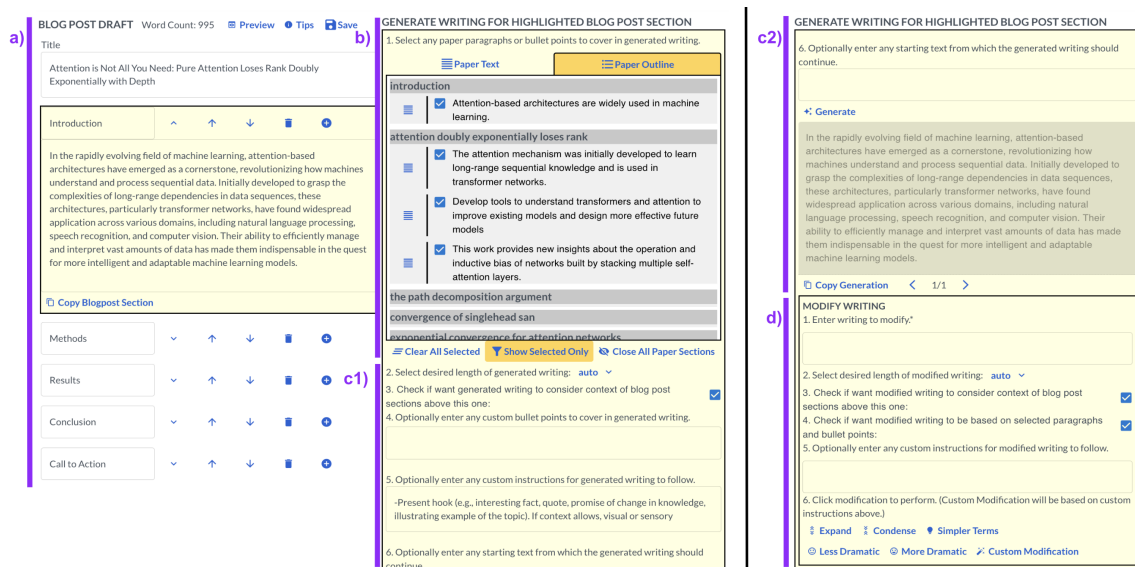 a)
BLOG POST DRAFT Word Count: 995 Preview Tips Save
Title
Attention is Not All You Need: Pure Attention Loses Rank Doubly
Exponentially with Depth
Introduction
In the rapidly evolving field of machine learning, attention-based
architectures have emerged as a cornerstone, revolutionizing how machines
understand and process sequential data. Initially developed to grasp the
complexities of long-range dependencies in data sequences, these
architectures, particularly transformer networks, have found widespread
application across various domains, including natural language processing,
speech recognition, and computer vision. Their ability to efficiently manage
and interpret vast amounts of data has made them indispensable in the quest
for more intelligent and adaptable machine learning models.
Copy Blogpost Section
Methods
Results
Conclusion
Call to Action
b)
GENERATE WRITING FOR HIGHLIGHTED BLOG POST SECTION
1. Select any paper paragraphs or bullet points to cover in generated writing.
Paper Text Paper Outline
introduction
Attention-based architectures are widely used in machine
learning.
attention doubly exponentially loses rank
The attention mechanism was initially developed to learn
long-range sequential knowledge and is used in
transformer networks.
Develop tools to understand transformers and attention to
improve existing models and design more effective future
models
This work provides new insights about the operation and
inductive bias of networks built by stacking multiple self-
attention layers.
the path decomposition argument
convergence of singlehead san
exponential convergence for attention networks
Clear All Selected Show Selected Only Close All Paper Sections
c1)
2. Select desired length of generated writing: auto
3. Check if want generated writing to consider context of blog post
sections above this one:
4. Optionally enter any custom bullet points to cover in generated writing.
5. Optionally enter any custom instructions for generated writing to follow.
-Present hook (e.g., interesting fact, quote, promise of change in knowledge,
illustrating example of the topic). If context allows, visual or sensory
6. Optionally enter any starting text from which the generated writing should
continue.
c2)
GENERATE WRITING FOR HIGHLIGHTED BLOG POST SECTION
6. Optionally enter any starting text from which the generated writing should
continue.
Generate
In the rapidly evolving field of machine learning, attention-based
architectures have emerged as a cornerstone, revolutionizing how
machines understand and process sequential data. Initially developed to
grasp the complexities of long-range dependencies in data sequences,
these architectures, particularly transformer networks, have found
widespread application across various domains, including natural
language processing, speech recognition, and computer vision. Their
ability to efficiently manage and interpret vast amounts of data has made
them indispensable in the quest for more intelligent and adaptable
machine learning models.
Copy Generation 1/1
d)
MODIFY WRITING
1. Enter writing to modify.*
2. Select desired length of modified writing: auto
3. Check if want modified writing to consider context of blog post
sections above this one:
4. Check if want modified writing to be based on selected paragraphs
and bullet points:
5. Optionally enter any custom instructions for modified writing to follow.
6. Click modification to perform. (Custom Modification will be based on custom
instructions above.)
Expand Condense Simpler Terms
Less Dramatic More Dramatic Custom Modification